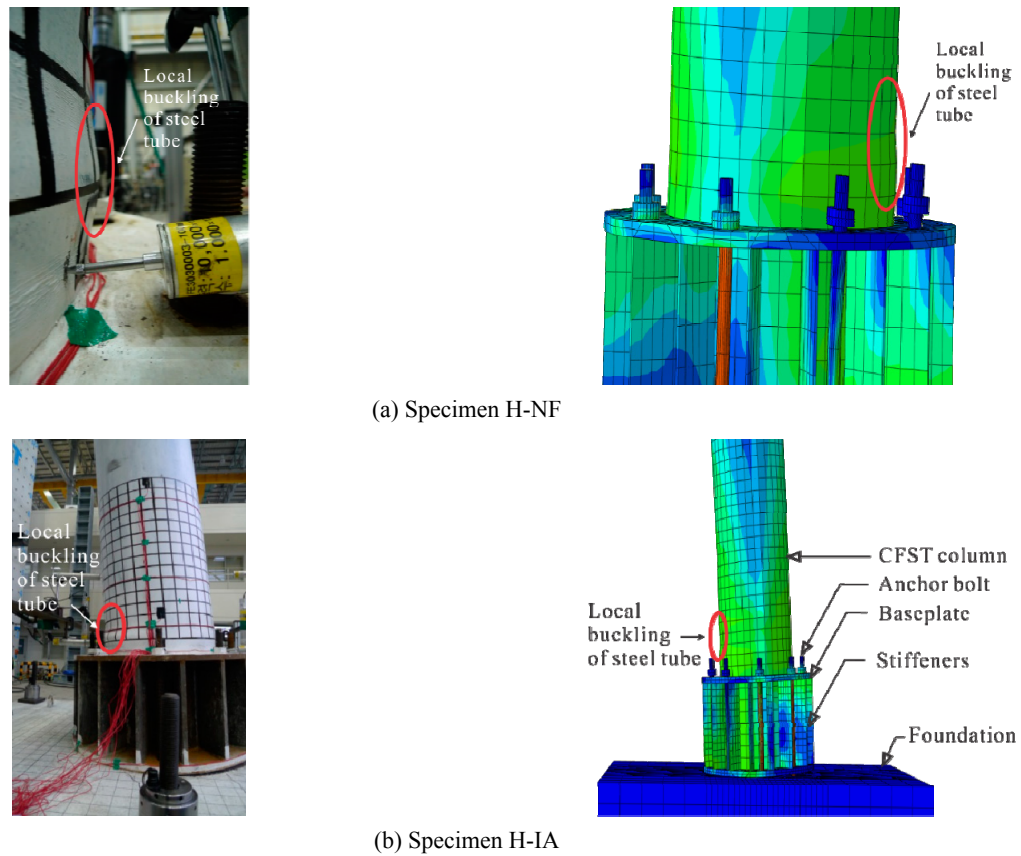 Local
buckling
of steel
tube
Local
buckling
of steel
tube
(a) Specimen H-NF
Local
buckling
of steel
tube
Local
buckling
of steel tube
CFST column
Anchor bolt
Baseplate
Stiffeners
Foundation
(b) Specimen H-IA